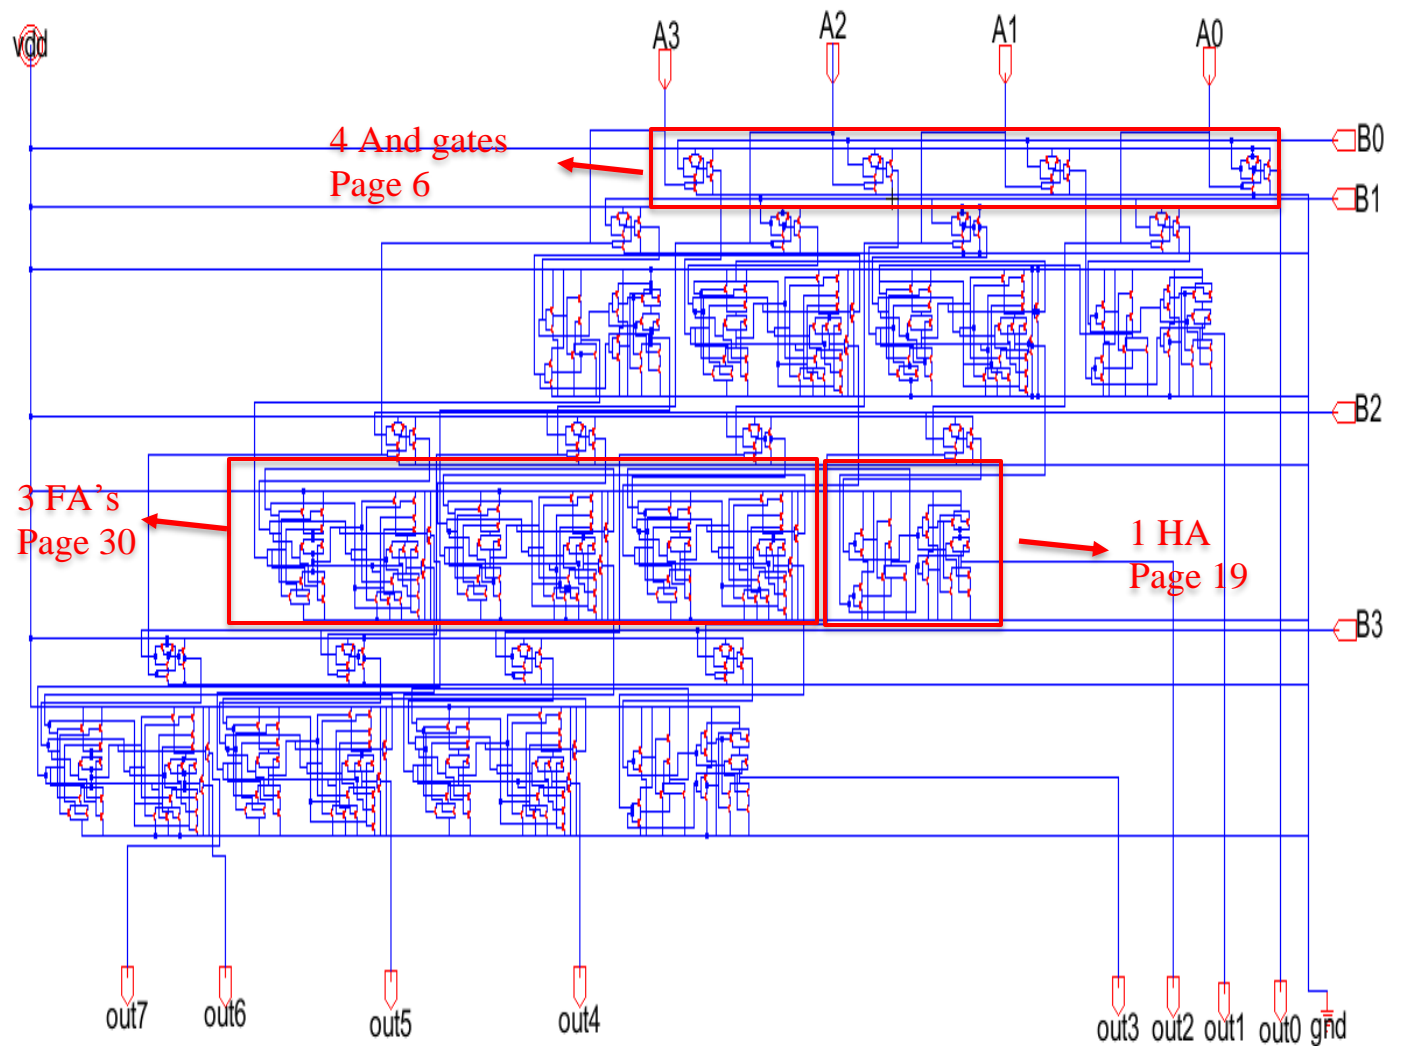 vdd
A3
A2
A1
A0
4 And gates
Page 6
B0
B1
B2
3 FA’s
Page 30
1 HA
Page 19
B3
out7
out6
out5
out4
out3
out2
out1
out0
gnd